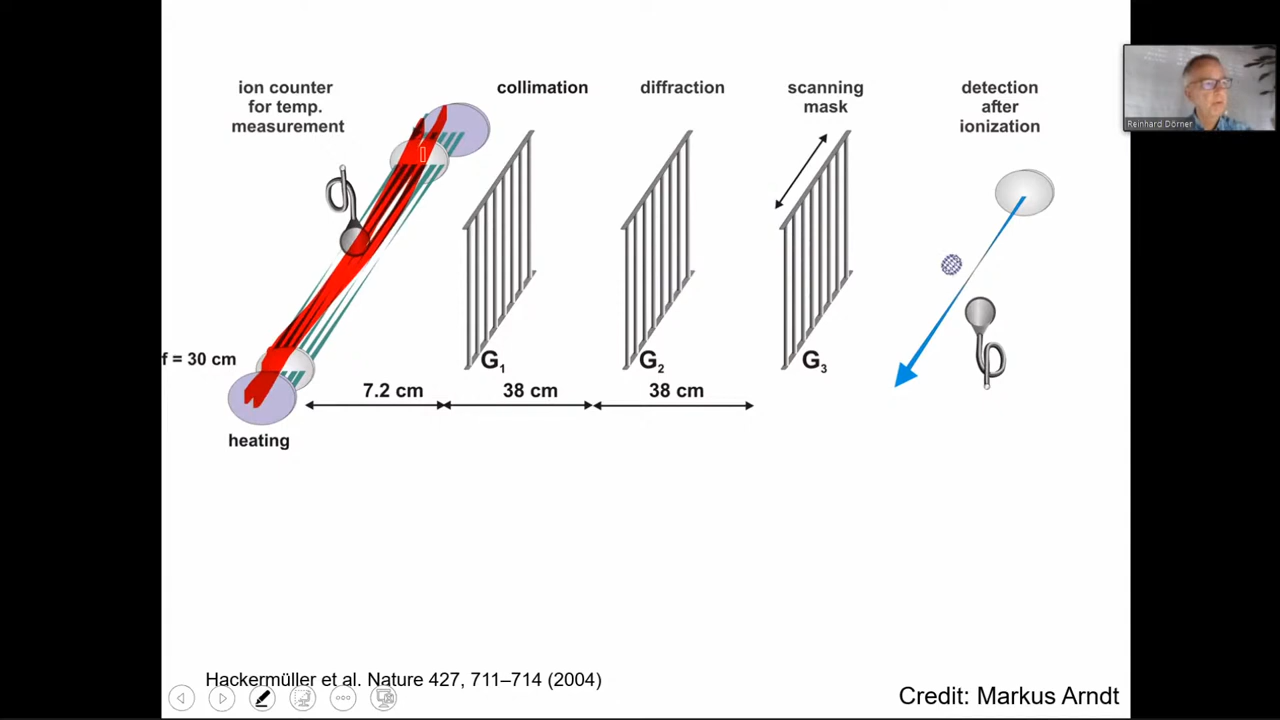 ion counter
for temp.
measurement
collimation
diffraction
scanning
mask
detection
after
ionization
Reinhard Dörner
f = 30 cm
G1
G2
G3
7.2 cm
38 cm
38 cm
heating
Hackermüller et al. Nature 427, 711–714 (2004)
Credit: Markus Arndt